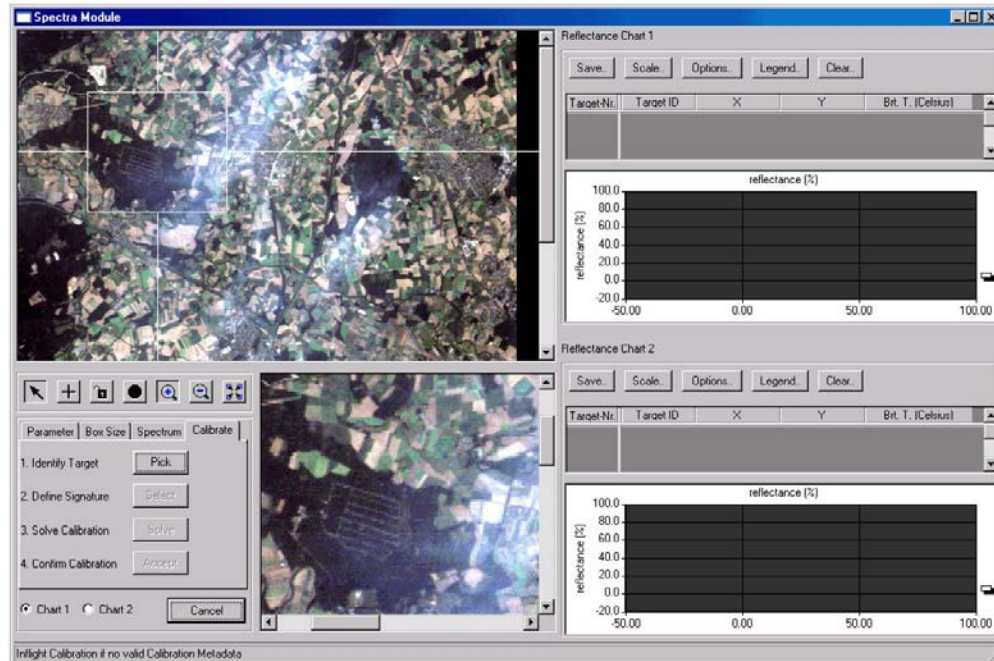 Spectra Module
Reflectance Chart 1
Save.. Scale.. Options.. Legend.. Clear..
Target-Nr. Target ID X Y Brt. T. (Celsius)
reflectance (%)
reflectance (%)
100.0
80.0
60.0
40.0
20.0
0.0
-20.0
-50.00 0.00 50.00 100.00
Reflectance Chart 2
Save.. Scale.. Options.. Legend.. Clear..
Target-Nr. Target ID X Y Brt. T. (Celsius)
reflectance (%)
reflectance (%)
100.0
80.0
60.0
40.0
20.0
0.0
-20.0
-50.00 0.00 50.00 100.00
Parameter Box Size Spectrum Calibrate
1. Identify Target Pick
2. Define Signature Select
3. Solve Calibration Solve
4. Confirm Calibration Accept
Chart 1 Chart 2 Cancel
Inflight Calibration if no valid Calibration Metadata